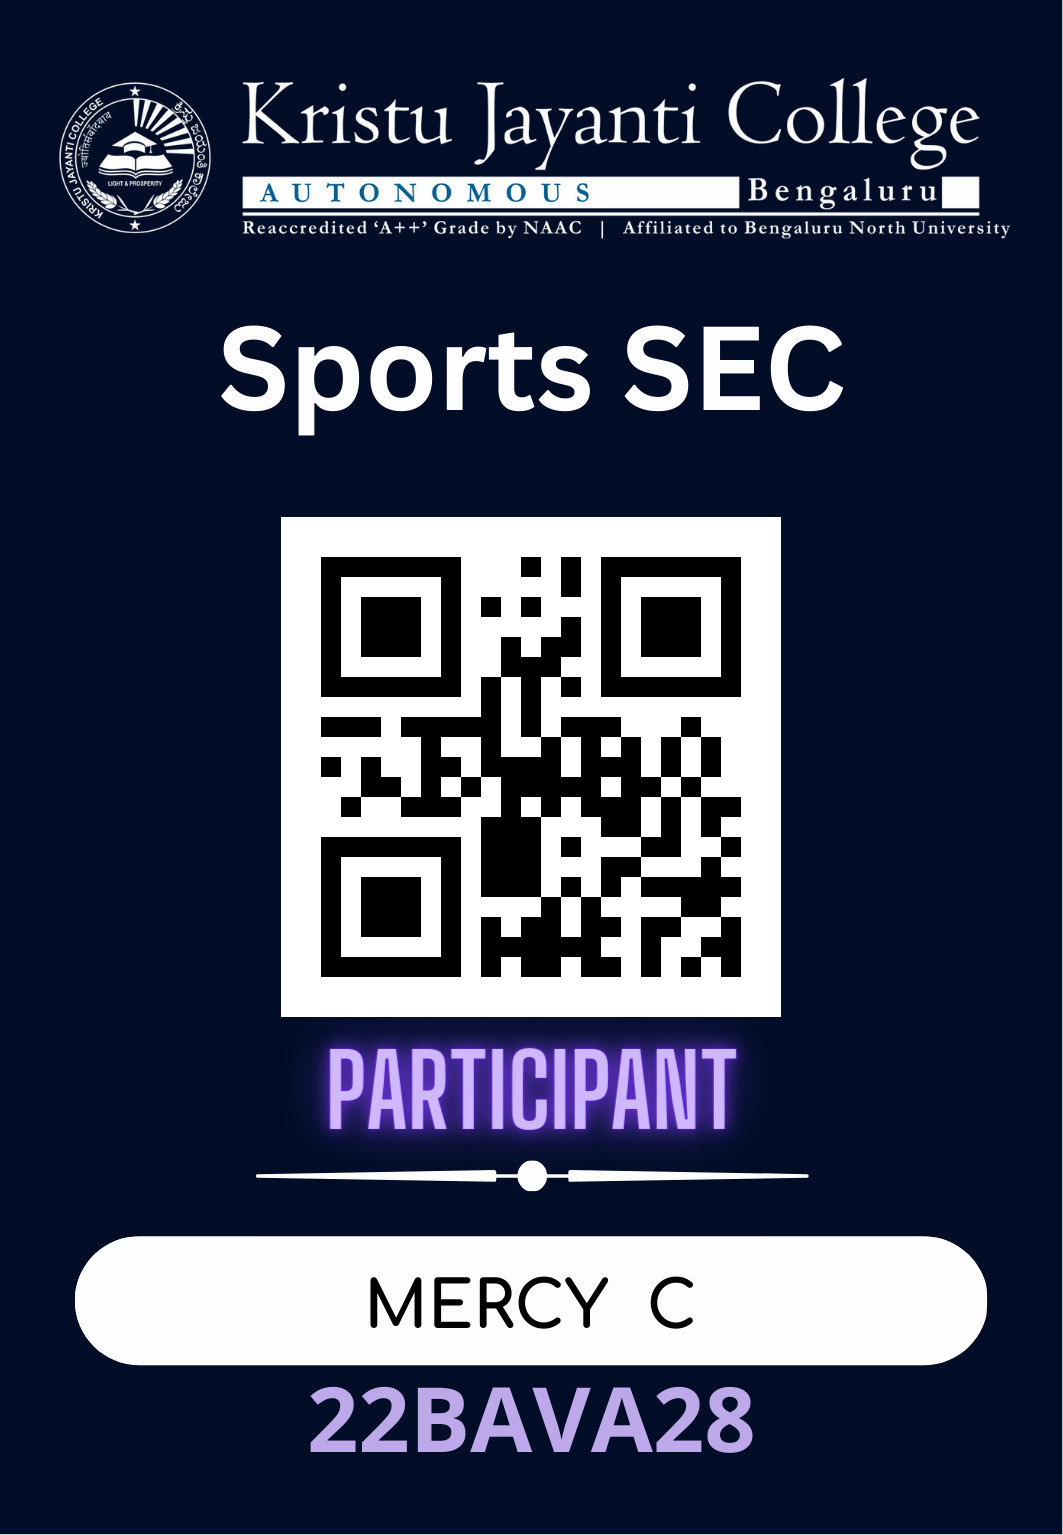 KRISTU JAYANTI COLLEGE
LIGHT & PROSPERITY
Kristu Jayanti College
AUTONOMOUS Bengaluru
Reaccredited ‘A++’ Grade by NAAC | Affiliated to Bengaluru North University
Sports SEC
PARTICIPANT
MERCY C
22BAVA28